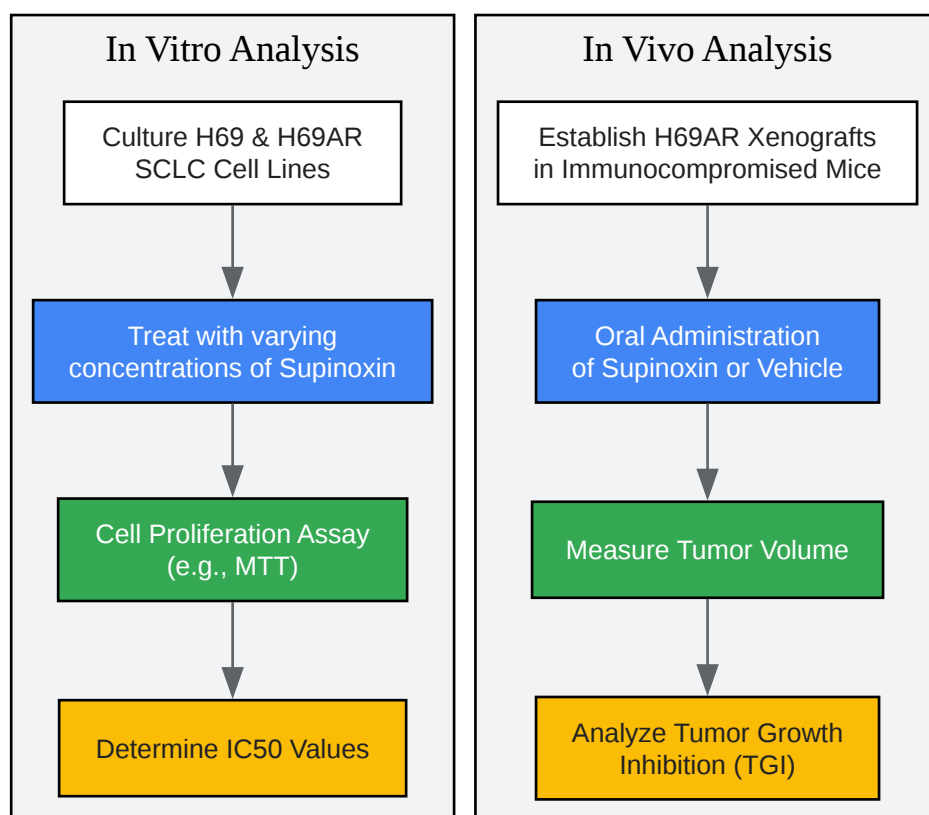 In Vitro Analysis
Culture H69 & H69AR
SCLC Cell Lines
Treat with varying
concentrations of Supinoxin
Cell Proliferation Assay
(e.g., MTT)
Determine IC50 Values
In Vivo Analysis
Establish H69AR Xenografts
in Immunocompromised Mice
Oral Administration
of Supinoxin or Vehicle
Measure Tumor Volume
Analyze Tumor Growth
Inhibition (TGI)